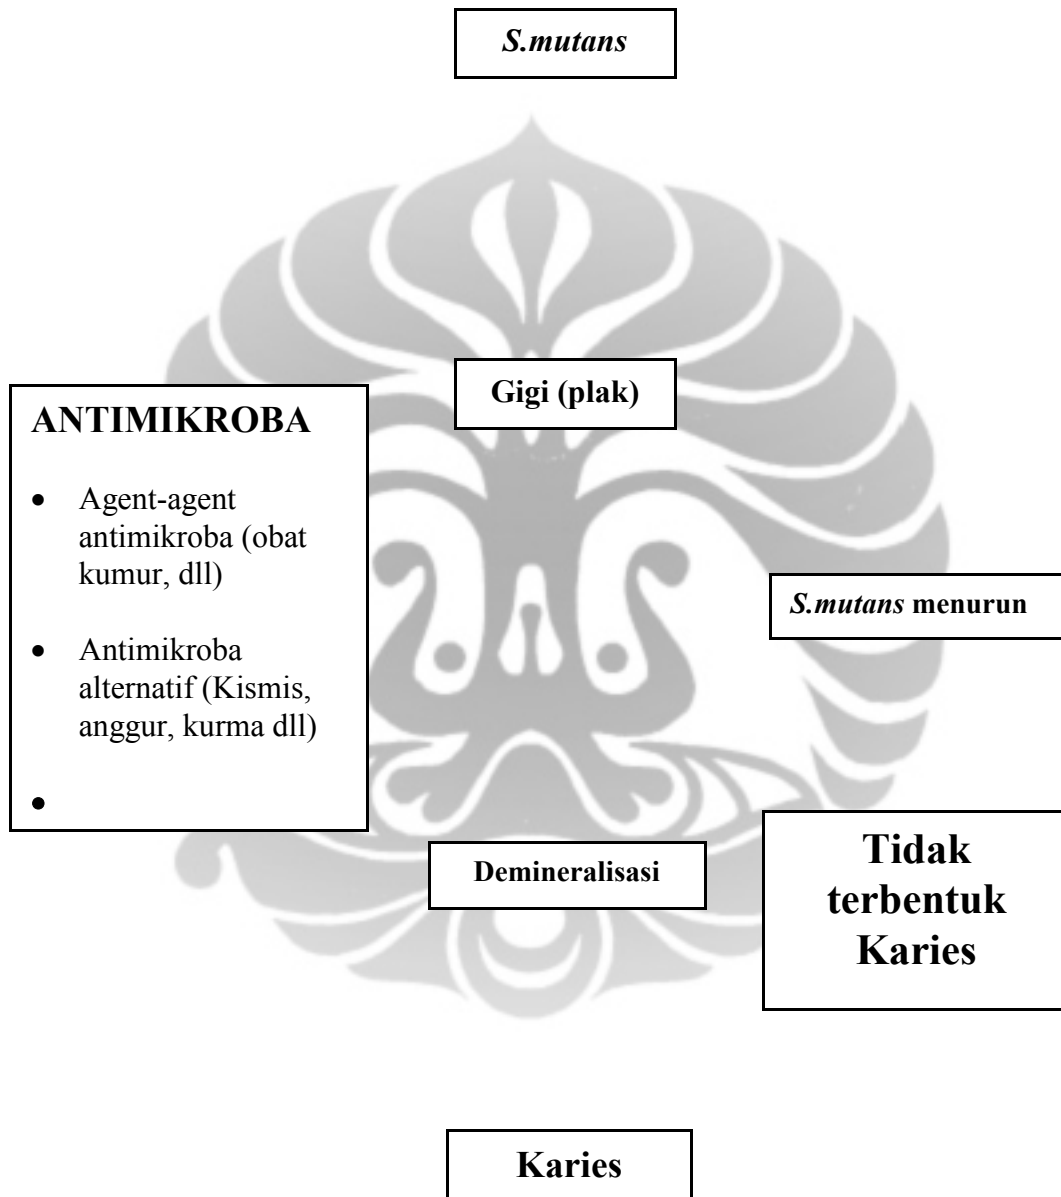 S.mutans
Gigi (plak)
ANTIMIKROBA
• Agent-agent
antimikroba (obat
kumur, dll)
• Antimikroba
alternatif (Kismis,
anggur, kurma dll)
•
S.mutans menurun
Demineralisasi
Tidak
terbentuk
Karies
Karies